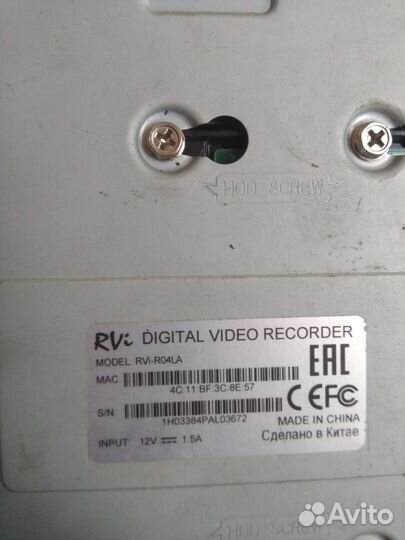 HDD SCREW
RVi DIGITAL VIDEO RECORDER
MODEL: RVi-R04LA
MAC
4C:11:BF:3C:8E:57
S/N
1H03384PAL03672
INPUT 12V 1.5A
EAC
CE FC
MADE IN CHINA
Сделано в Китае
HDD SCREW
Avito